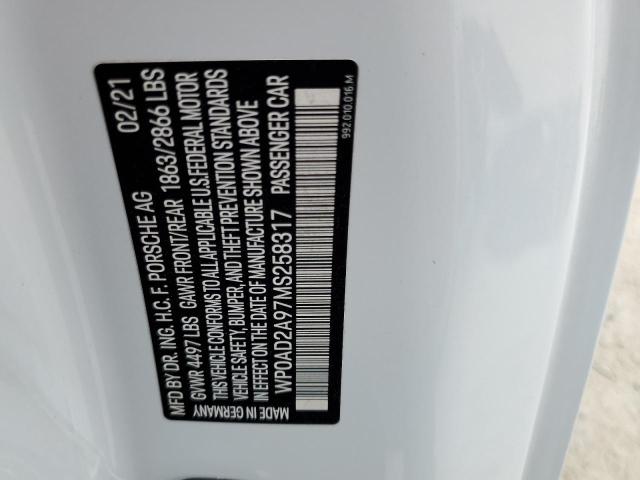 MFD BY DR. ING. H.C. F. PORSCHE AG 02/21
GVWR 4497 LBS GAWR FRONT/REAR 1863/2866 LBS
THIS VEHICLE CONFORMS TO ALL APPLICABLE U.S. FEDERAL MOTOR
VEHICLE SAFETY, BUMPER, AND THEFT PREVENTION STANDARDS
IN EFFECT ON THE DATE OF MANUFACTURE SHOWN ABOVE
MADE IN GERMANY WP0AD2A97MS258317 PASSENGER CAR
992.010.016.M